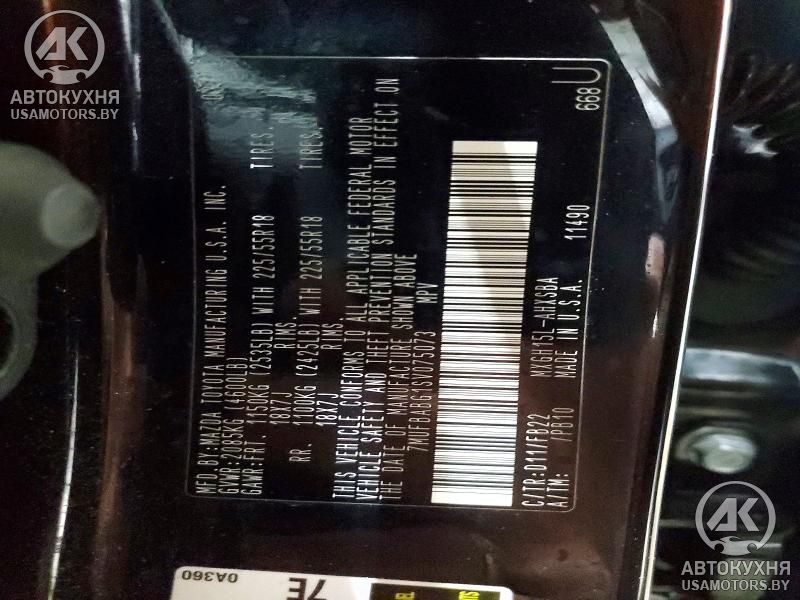 AK
АВТОКУХНЯ
USAMOTORS.BY
MFD. BY: MAZDA TOYOTA MANUFACTURING U.S.A. INC.
GVWR: 2085KG (4600LB)
GAWR: FRT. 1150KG (2535LB) WITH 225/55R18 TIRES,
18X7J RIMS
RR. 1100KG (2425LB) WITH 225/55R18 TIRES,
18X7J RIMS
THIS VEHICLE CONFORMS TO ALL APPLICABLE FEDERAL MOTOR
VEHICLE SAFETY AND THEFT PREVENTION STANDARDS IN EFFECT ON
THE DATE OF MANUFACTURE SHOWN ABOVE
MPV
C/TR: D11/FB22 MXGH15L-AHXSBA
A/TM: /PB10 MADE IN U.S.A. 11490
668 U
0A360
7E
AK
АВТОКУХНЯ
USAMOTORS.BY